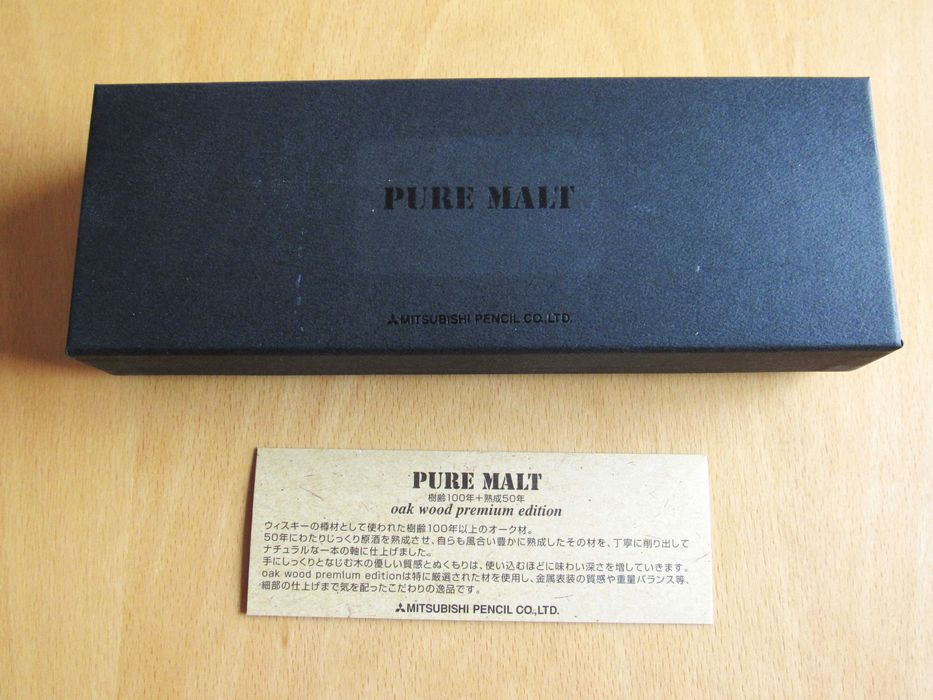 PURE MALT
MITSUBISHI PENCIL CO.,LTD.
PURE MALT
樹齢100年+熟成50年
oak wood premium edition
ウィスキーの樽材として使われた樹齢100年以上のオーク材。
50年にわたりじっくり原酒を熟成させ、自らも風合い豊かに熟成したその材を、丁寧に削り出して
ナチュラルな一本の軸に仕上げました。
手にしっくりとなじむ木の優しい質感とぬくもりは、使い込むほどに味わい深さを増していきます。
oak wood premium editionは特に厳選された材を使用し、金属表装の質感や重量バランス等、
細部の仕上げまで気を配ったこだわりの逸品です。
MITSUBISHI PENCIL CO.,LTD.